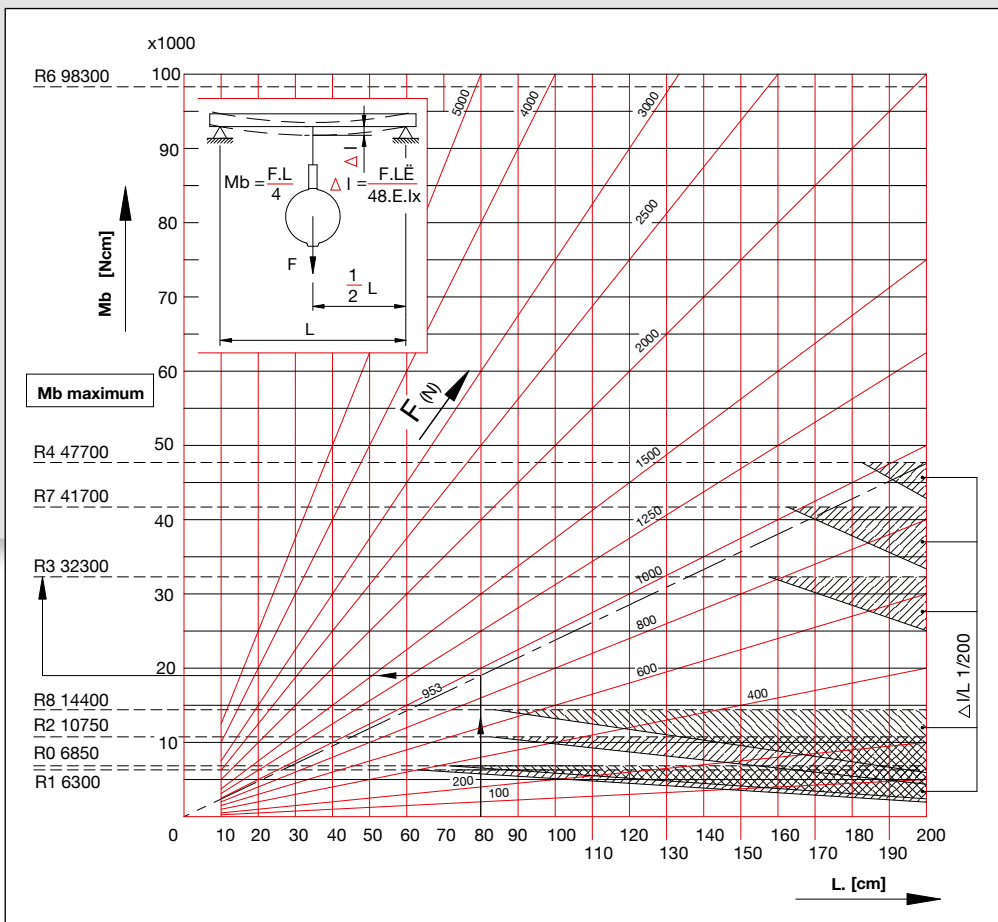 x1000
R6 98300
100
90
80
70
60
50
40
30
20
10
Mb [Ncm]
Mb = F.L
4
Δ l = F.LË
48.E.Ix
Δ l
F
1
2 L
L
5000
4000
3000
2500
2000
F (N)
Mb maximum
R4 47700
R7 41700
R3 32300
R8 14400
R2 10750
R0 6850
R1 6300
1500
1250
1000
800
600
400
953
200
100
Δ l/L 1/200
0 10 20 30 40 50 60 70 80 90 100 120 140 160 180 200
110 130 150 170 190
L. [cm]